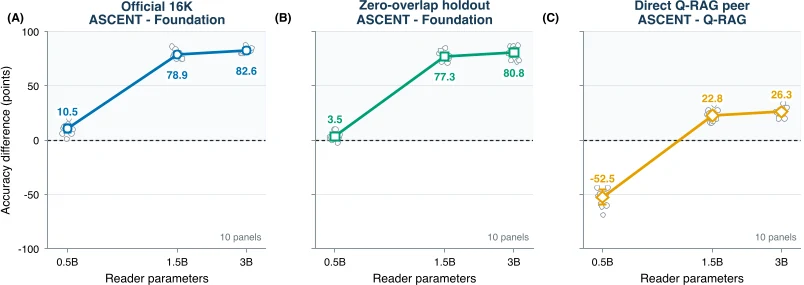 (A)
Official 16K
ASCENT - Foundation
Accuracy difference (points)
100
50
0
-50
-100
10.5
78.9
82.6
10 panels
0.5B
1.5B
3B
Reader parameters
(B)
Zero-overlap holdout
ASCENT - Foundation
3.5
77.3
80.8
10 panels
0.5B
1.5B
3B
Reader parameters
(C)
Direct Q-RAG peer
ASCENT - Q-RAG
-52.5
22.8
26.3
10 panels
0.5B
1.5B
3B
Reader parameters